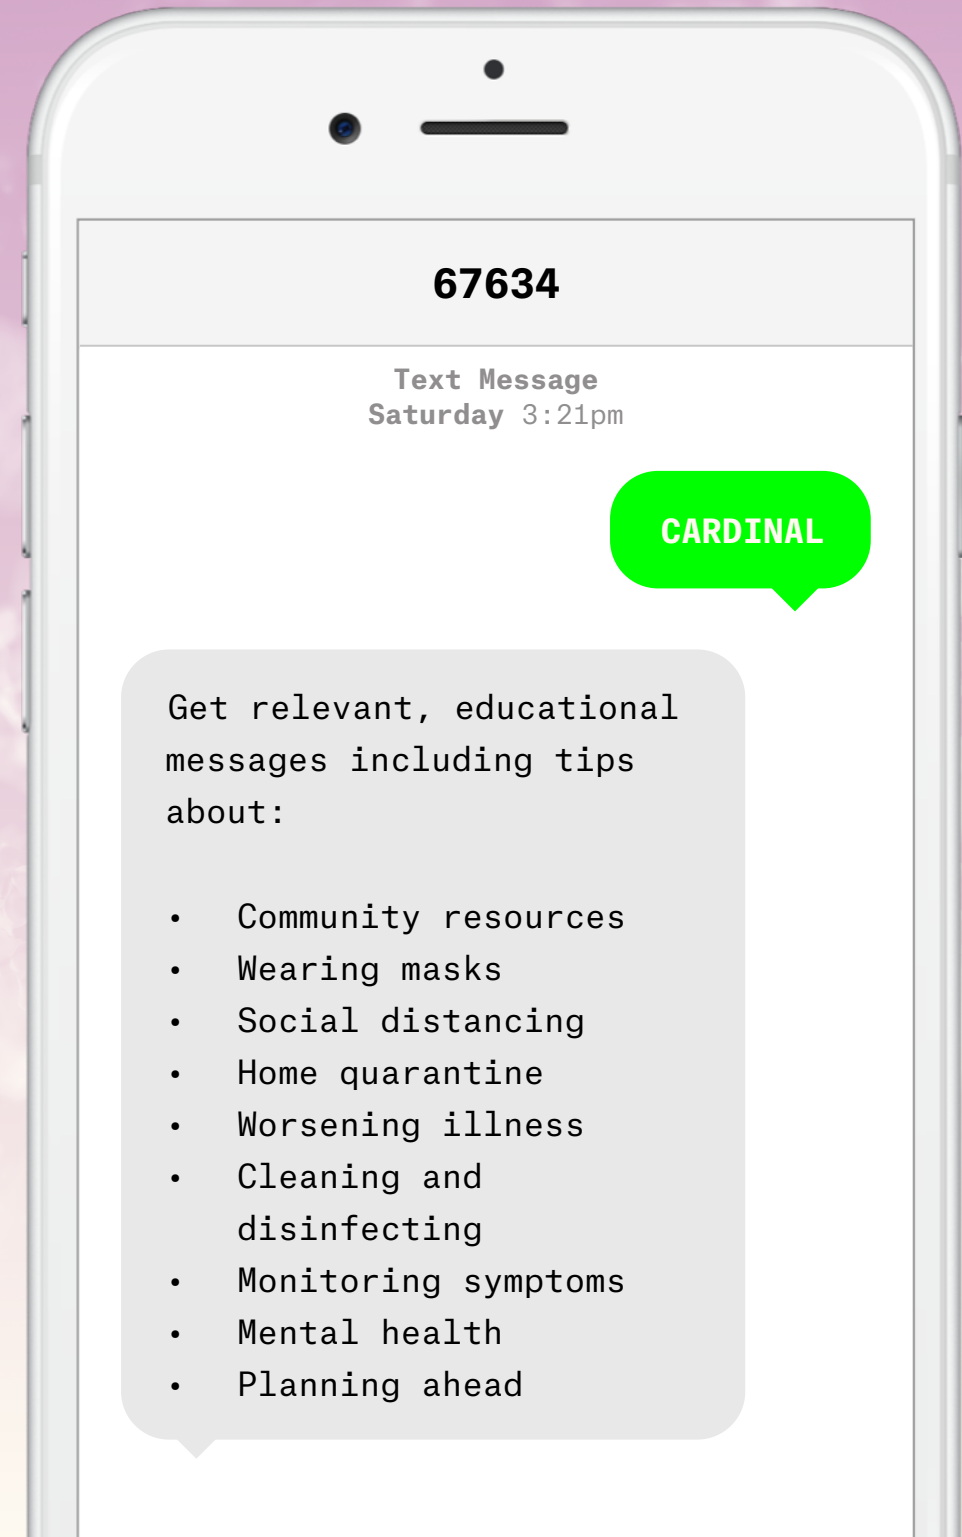 67634
Text Message
Saturday 3:21pm
CARDINAL
Get relevant, educational
messages including tips
about:
• Community resources
• Wearing masks
• Social distancing
• Home quarantine
• Worsening illness
• Cleaning and
disinfecting
• Monitoring symptoms
• Mental health
• Planning ahead